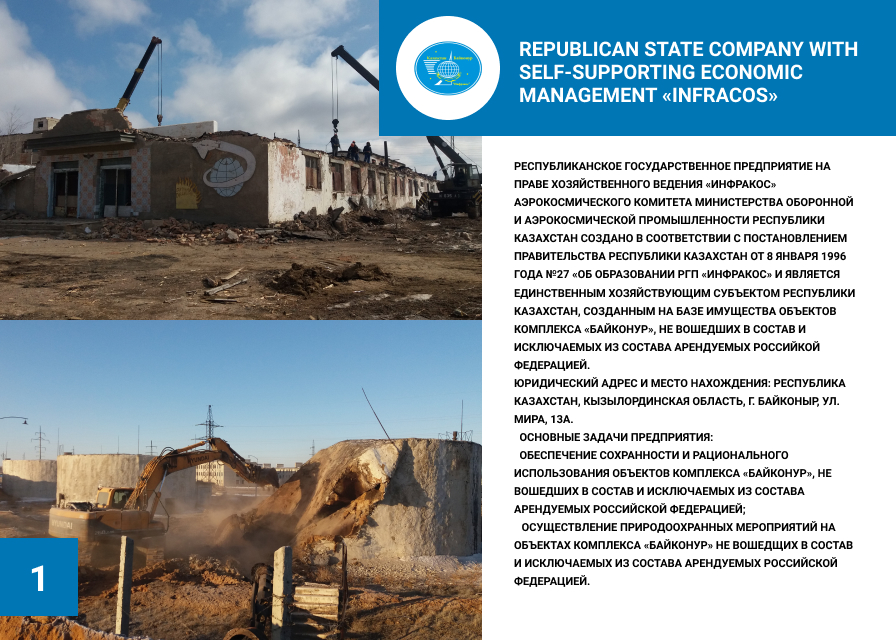 REPUBLICAN STATE COMPANY WITH
SELF-SUPPORTING ECONOMIC
MANAGEMENT «INFRACOS»
РЕСПУБЛИКАНСКОЕ ГОСУДАРСТВЕННОЕ ПРЕДПРИЯТИЕ НА
ПРАВЕ ХОЗЯЙСТВЕННОГО ВЕДЕНИЯ «ИНФРАКОС»
АЭРОКОСМИЧЕСКОГО КОМИТЕТА МИНИСТЕРСТВА ОБОРОННОЙ
И АЭРОКОСМИЧЕСКОЙ ПРОМЫШЛЕННОСТИ РЕСПУБЛИКИ
КАЗАХСТАН СОЗДАНО В СООТВЕТСТВИИ С ПОСТАНОВЛЕНИЕМ
ПРАВИТЕЛЬСТВА РЕСПУБЛИКИ КАЗАХСТАН ОТ 8 ЯНВАРЯ 1996
ГОДА №27 «ОБ ОБРАЗОВАНИИ РГП «ИНФРАКОС» И ЯВЛЯЕТСЯ
ЕДИНСТВЕННЫМ ХОЗЯЙСТВУЮЩИМ СУБЪЕКТОМ РЕСПУБЛИКИ
КАЗАХСТАН, СОЗДАННЫМ НА БАЗЕ ИМУЩЕСТВА ОБЪЕКТОВ
КОМПЛЕКСА «БАЙКОНУР», НЕ ВОШЕДШИХ В СОСТАВ И
ИСКЛЮЧАЕМЫХ ИЗ СОСТАВА АРЕНДУЕМЫХ РОССИЙКОЙ
ФЕДЕРАЦИЕЙ.
ЮРИДИЧЕСКИЙ АДРЕС И МЕСТО НАХОЖДЕНИЯ: РЕСПУБЛИКА
КАЗАХСТАН, КЫЗЫЛОРДИНСКАЯ ОБЛАСТЬ, Г. БАЙКОНЫР, УЛ.
МИРА, 13А.
ОСНОВНЫЕ ЗАДАЧИ ПРЕДПРИЯТИЯ:
ОБЕСПЕЧЕНИЕ СОХРАННОСТИ И РАЦИОНАЛЬНОГО
ИСПОЛЬЗОВАНИЯ ОБЪЕКТОВ КОМПЛЕКСА «БАЙКОНУР», НЕ
ВОШЕДШИХ В СОСТАВ И ИСКЛЮЧАЕМЫХ ИЗ СОСТАВА
АРЕНДУЕМЫХ РОССИЙСКОЙ ФЕДЕРАЦИЕЙ;
ОСУЩЕСТВЛЕНИЕ ПРИРОДООХРАННЫХ МЕРОПРИЯТИЙ НА
ОБЪЕКТАХ КОМПЛЕКСА «БАЙКОНУР» НЕ ВОШЕДЩИХ В СОСТАВ
И ИСКЛЮЧАЕМЫХ ИЗ СОСТАВА АРЕНДУЕМЫХ РОССИЙСКОЙ
ФЕДЕРАЦИЕЙ.
HYUNDAI
1